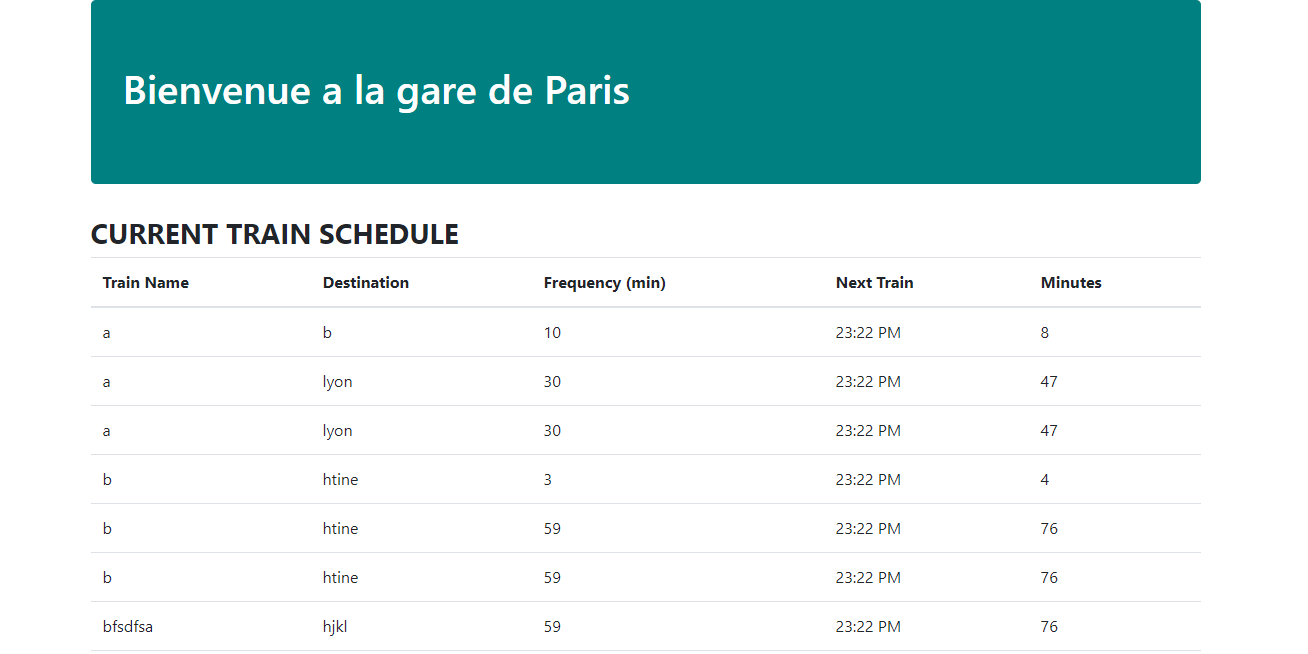 Bienvenue a la gare de Paris
CURRENT TRAIN SCHEDULE
Train Name Destination Frequency (min) Next Train Minutes
a b 10 23:22 PM 8
a lyon 30 23:22 PM 47
a lyon 30 23:22 PM 47
b htine 3 23:22 PM 4
b htine 59 23:22 PM 76
b htine 59 23:22 PM 76
bfsdfsa hjkl 59 23:22 PM 76